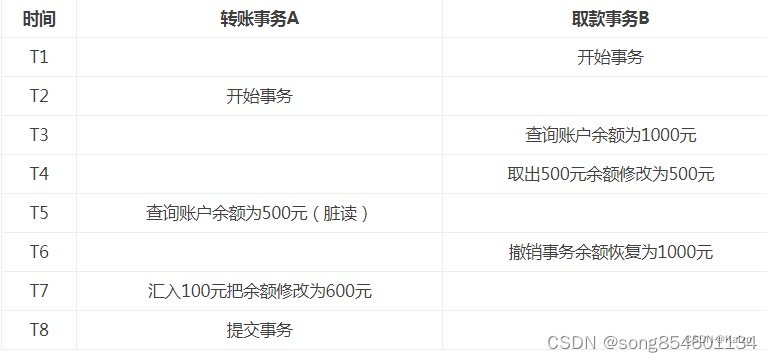 时间 转账事务A 取款事务B
T1 开始事务
T2 开始事务
T3 查询账户余额为1000元
T4 取出500元余额修改为500元
T5 查询账户余额为500元（脏读）
T6 撤销事务余额恢复为1000元
T7 汇入100元把余额修改为600元
T8 提交事务
CSDN @song854601134